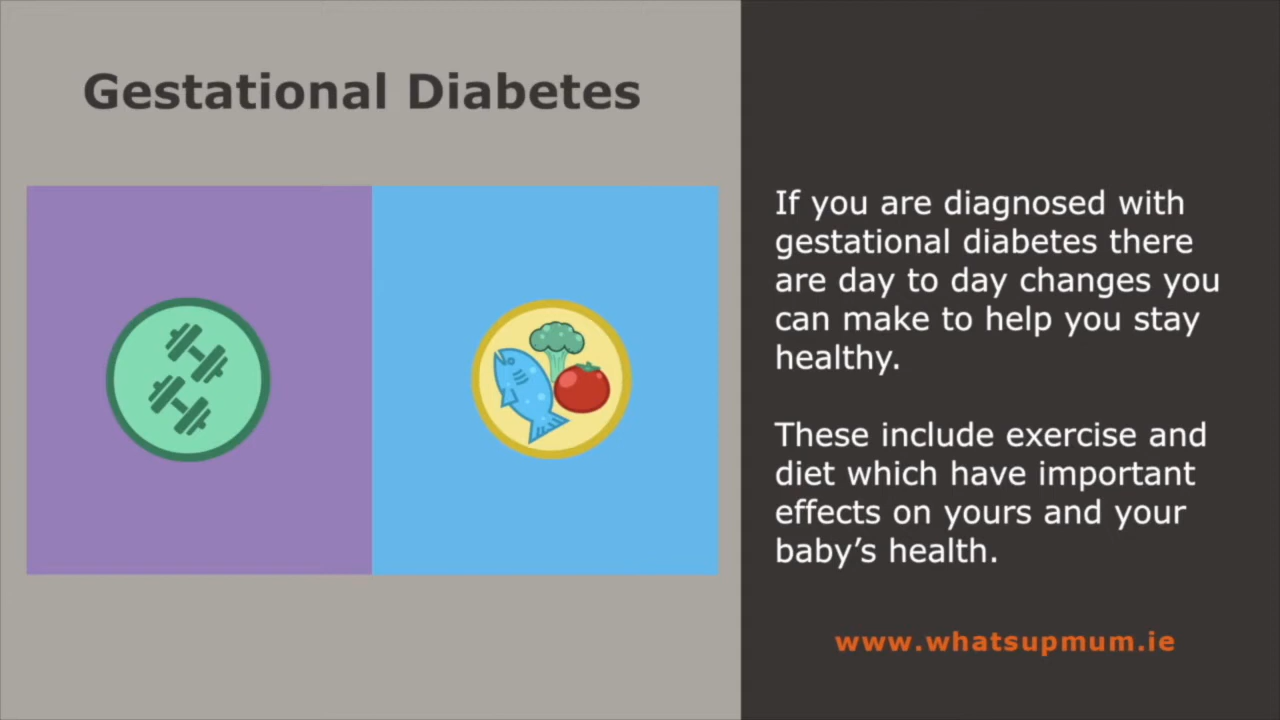 Gestational Diabetes
If you are diagnosed with
gestational diabetes there
are day to day changes you
can make to help you stay
healthy.
These include exercise and
diet which have important
effects on yours and your
baby’s health.
www.whatsupmum.ie